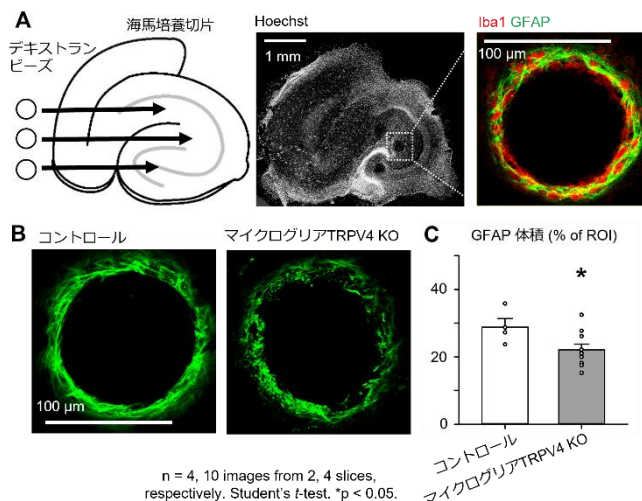 A
海馬培養切片
デキストラン
ビーズ
Hoechst
1 mm
Iba1 GFAP
100 µm
B
コントロール
マイクログリアTRPV4 KO
100 µm
C
GFAP 体積 (% of ROI)
*
40
20
0
コントロール
マイクログリアTRPV4 KO
n = 4, 10 images from 2, 4 slices,
respectively. Student's t-test. *p < 0.05.